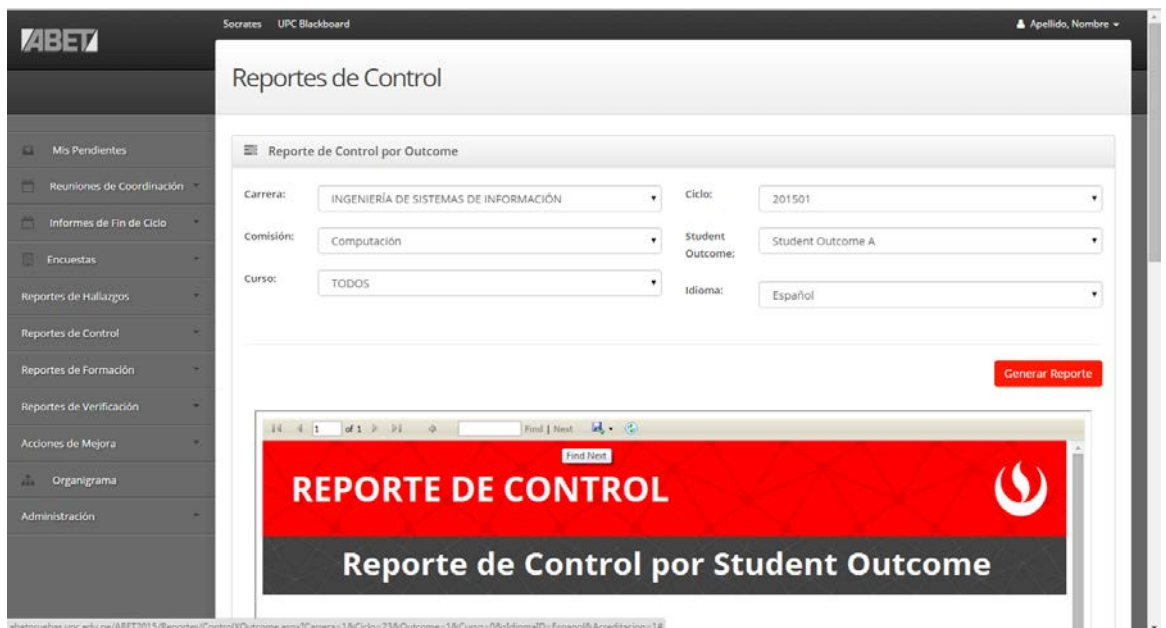 ABET
Socrates UPC Blackboard
Apellido, Nombre
Reportes de Control
Mis Pendientes
Reuniones de Coordinación
Informes de Fin de Ciclo
Encuestas
Reportes de Hallazgos
Reportes de Control
Reportes de Formación
Reportes de Verificación
Acciones de Mejora
Organigrama
Administración
Reporte de Control por Outcome
Carrera: INGENIERÍA DE SISTEMAS DE INFORMACIÓN
Ciclo: 201501
Comisión: Computación
Student Outcome: Student Outcome A
Curso: TODOS
Idioma: Español
Generar Reporte
1 of 1 Find | Next
Find Next
REPORTE DE CONTROL
Reporte de Control por Student Outcome